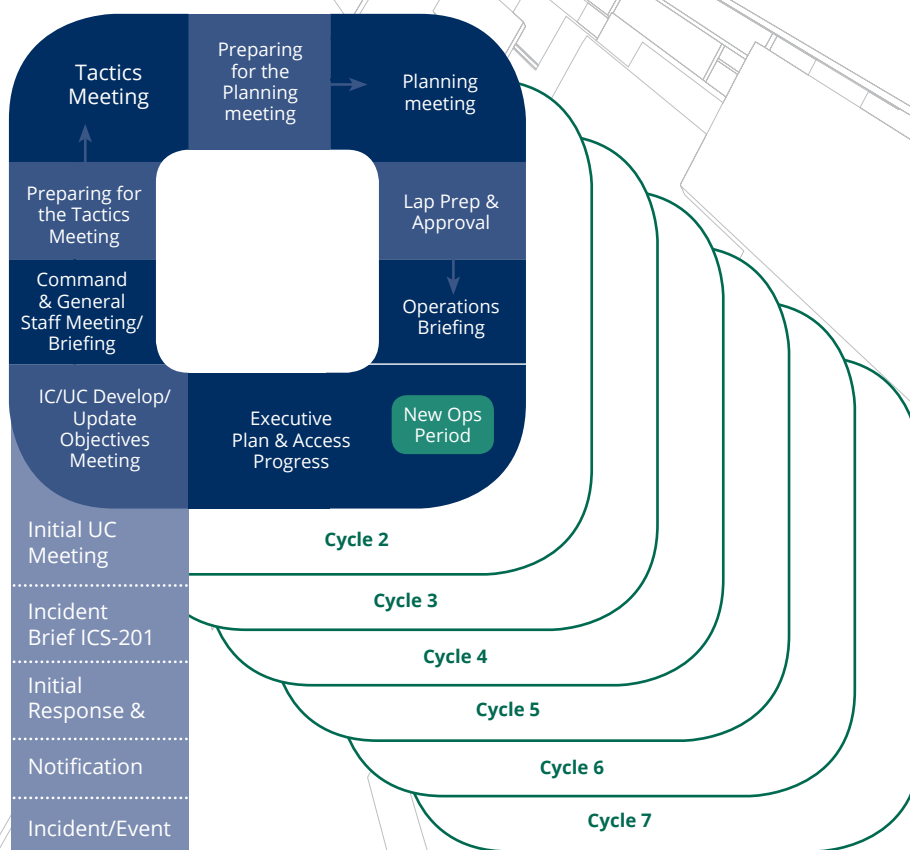 Tactics
Meeting
Preparing
for the
Planning
meeting
Planning
meeting
Preparing for
the Tactics
Meeting
Lap Prep &
Approval
Command
& General
Staff Meeting/
Briefing
Operations
Briefing
IC/UC Develop/
Update
Objectives
Meeting
Executive
Plan & Access
Progress
New Ops
Period
Initial UC
Meeting
Incident
Brief ICS-201
Initial
Response &
Notification
Incident/Event
Cycle 2
Cycle 3
Cycle 4
Cycle 5
Cycle 6
Cycle 7